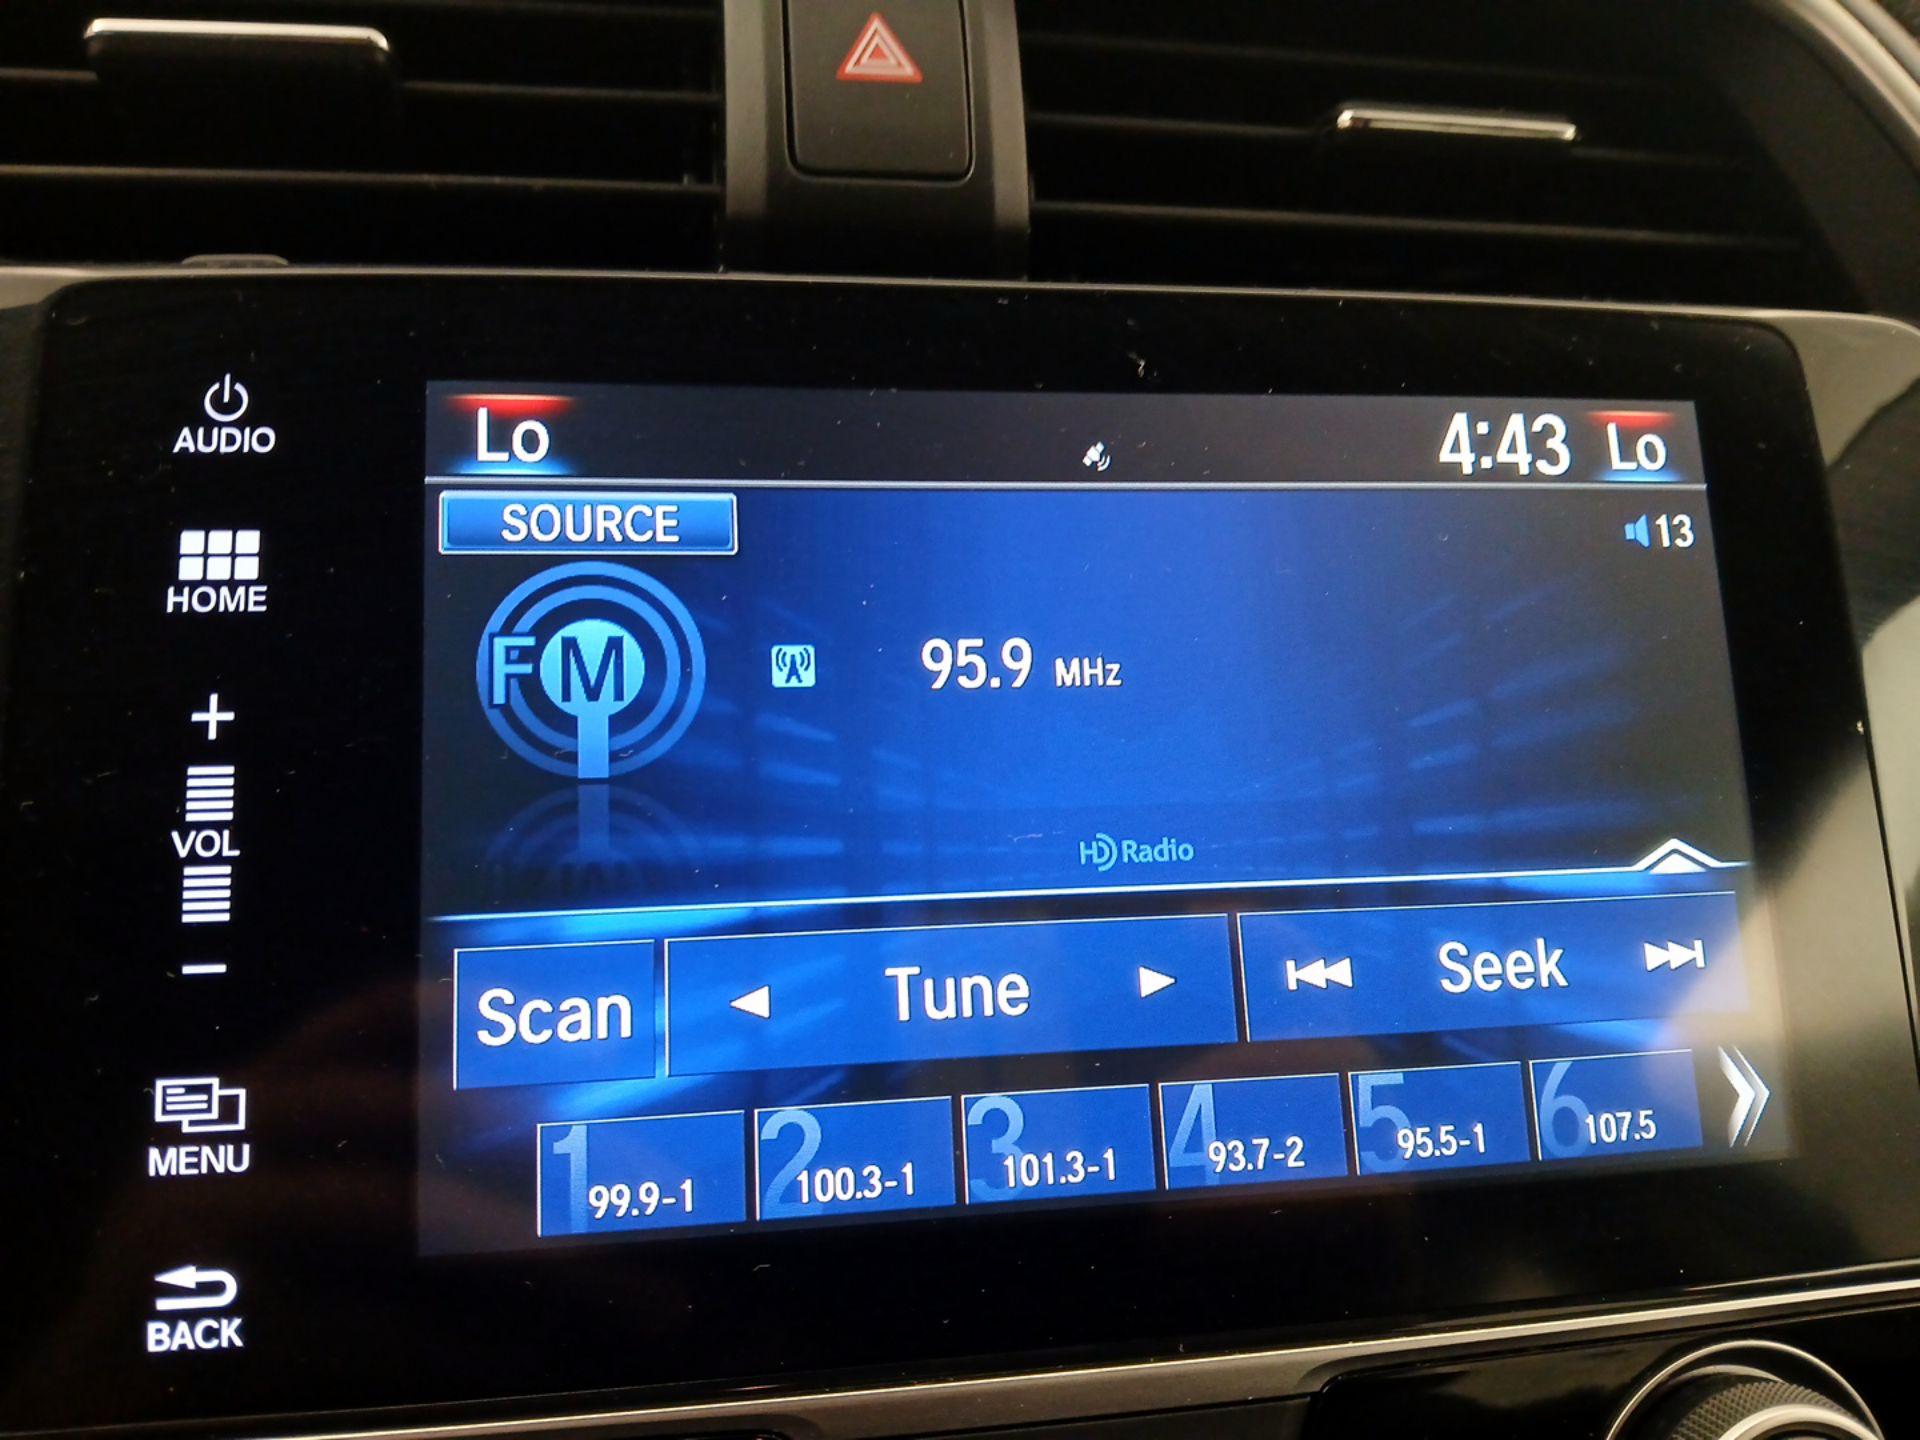 AUDIO
HOME
+
VOL
−
MENU
BACK
Lo
4:43 Lo
SOURCE
13
FM
95.9 MHz
HD Radio
Scan
Tune
Seek
1 99.9-1
2 100.3-1
3 101.3-1
4 93.7-2
5 95.5-1
6 107.5